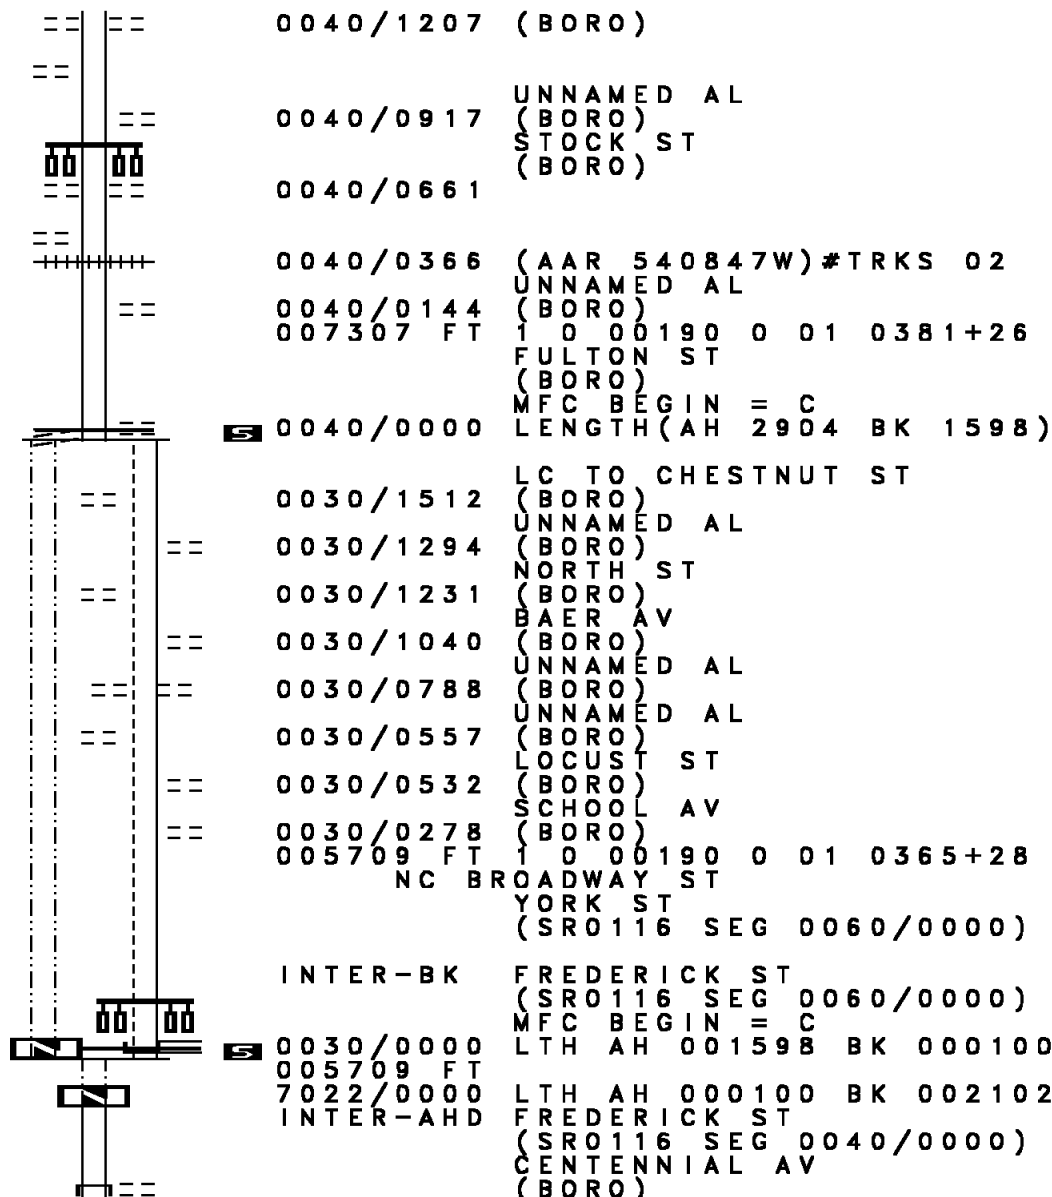 0040/1207 (BORO)
UNNAMED AL
0040/0917 (BORO)
STOCK ST
(BORO)
0040/0661
0040/0366 (AAR 540847W)#TRKS 02
UNNAMED AL
0040/0144 (BORO)
007307 FT 1 0 00190 0 01 0381+26
FULTON ST
(BORO)
MFC BEGIN = C
S 0040/0000 LENGTH(AH 2904 BK 1598)
LC TO CHESTNUT ST
0030/1512 (BORO)
UNNAMED AL
0030/1294 (BORO)
NORTH ST
0030/1231 (BORO)
BAER AV
0030/1040 (BORO)
UNNAMED AL
0030/0788 (BORO)
UNNAMED AL
0030/0557 (BORO)
LOCUST ST
0030/0532 (BORO)
SCHOOL AV
0030/0278 (BORO)
005709 FT 1 0 00190 0 01 0365+28
NC BROADWAY ST
YORK ST
(SR0116 SEG 0060/0000)
INTER-BK FREDERICK ST
(SR0116 SEG 0060/0000)
MFC BEGIN = C
S 0030/0000 LTH AH 001598 BK 000100
005709 FT
7022/0000 LTH AH 000100 BK 002102
INTER-AHD FREDERICK ST
(SR0116 SEG 0040/0000)
CENTENNIAL AV
(BORO)